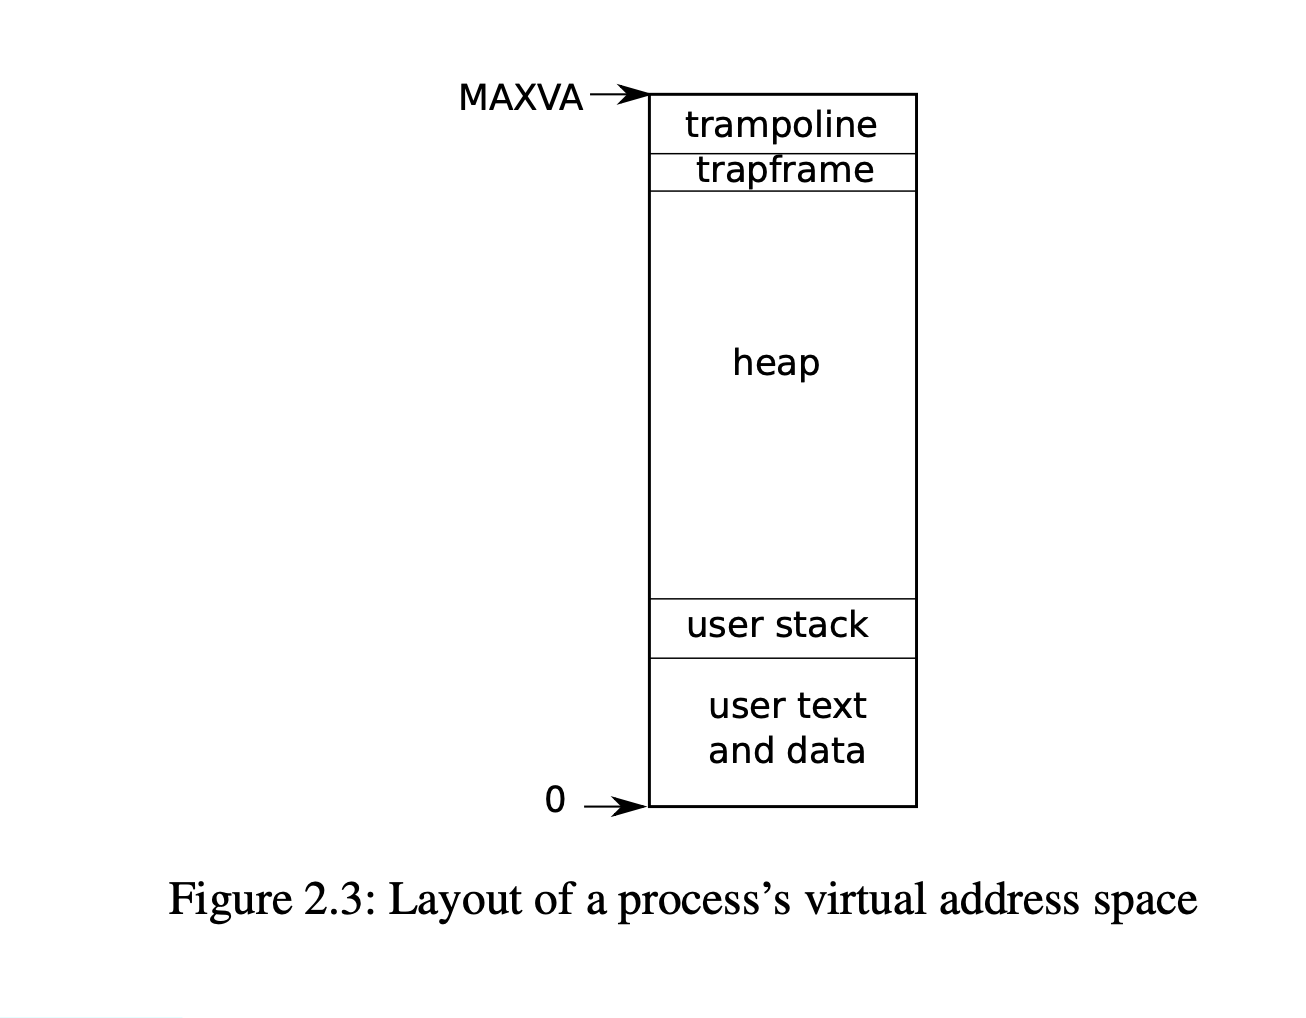 MAXVA
trampoline
trapframe
heap
user stack
user text
and data
0
Figure 2.3: Layout of a process’s virtual address space